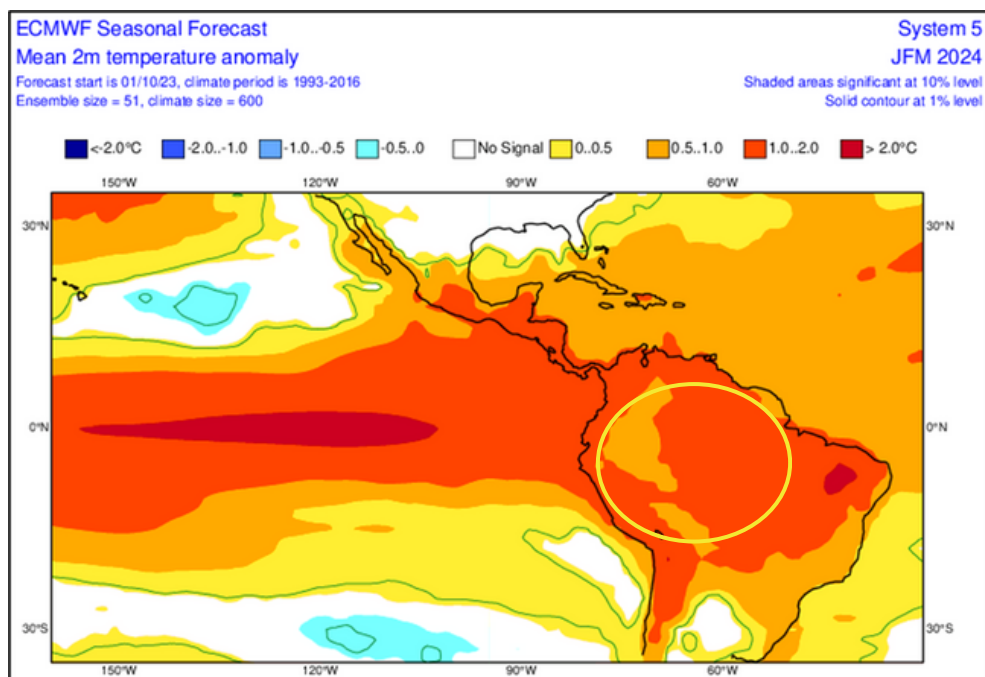 ECMWF Seasonal Forecast
System 5
Mean 2m temperature anomaly
JFM 2024
Forecast start is 01/10/23, climate period is 1993-2016
Shaded areas significant at 10% level
Ensemble size = 51, climate size = 600
Solid contour at 1% level
<-2.0°C -2.0..-1.0 -1.0..-0.5 -0.5..0 No Signal 0..0.5 0.5..1.0 1.0..2.0 > 2.0°C
150°W 120°W 90°W 60°W
30°N 30°N
0°N 0°N
30°S 30°S
150°W 120°W 90°W 60°W